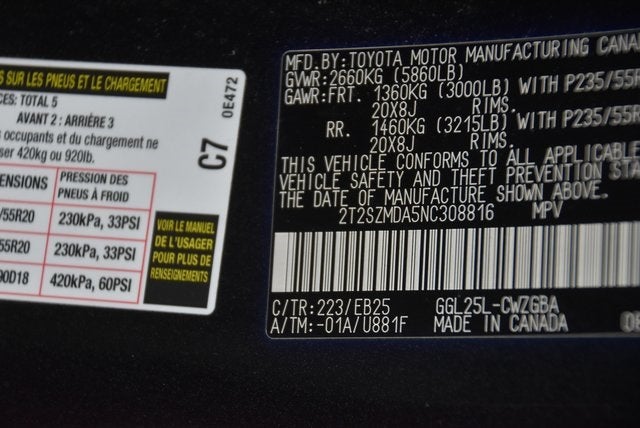 S SUR LES PNEUS ET LE CHARGEMENT
CES: TOTAL 5
AVANT 2: ARRIÈRE 3
s occupants et du chargement ne
ser 420kg ou 920lb.
ENSIONS PRESSION DES PNEUS À FROID
/55R20 230kPa, 33PSI
55R20 230kPa, 33PSI
90D18 420kPa, 60PSI
VOIR LE MANUEL
DE L'USAGER
POUR PLUS DE
RENSEIGNEMENTS
C7
0E472
MFD.BY:TOYOTA MOTOR MANUFACTURING CANA
GVWR:2660KG (5860LB)
GAWR:FRT. 1360KG (3000LB) WITH P235/55R
20X8J RIMS.
RR. 1460KG (3215LB) WITH P235/55R
20X8J RIMS.
THIS VEHICLE CONFORMS TO ALL APPLICABLE
VEHICLE SAFETY AND THEFT PREVENTION STA
THE DATE OF MANUFACTURE SHOWN ABOVE.
2T2SZMDA5NC308816 MPV
C/TR:223/EB25 GGL25L-CWZGBA
A/TM:-01A/U881F MADE IN CANADA